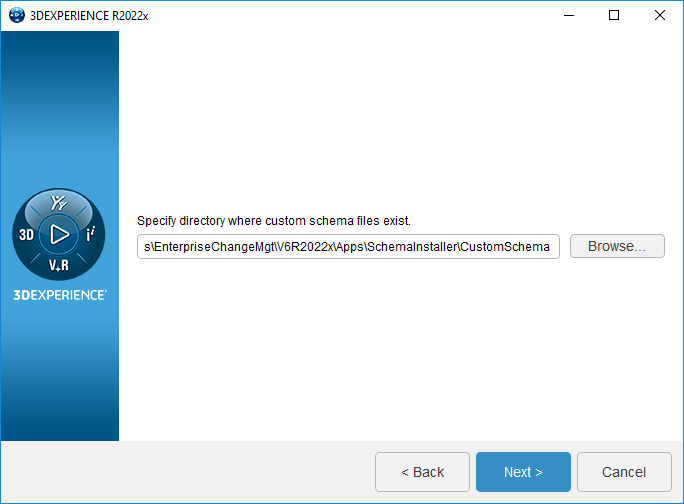 3DEXPERIENCE R2022x
Specify directory where custom schema files exist.
s\EnterpriseChangeMgt\V6R2022x\Apps\SchemaInstaller\CustomSchema
Browse...
3D
i²
V+R
3DEXPERIENCE
< Back
Next >
Cancel